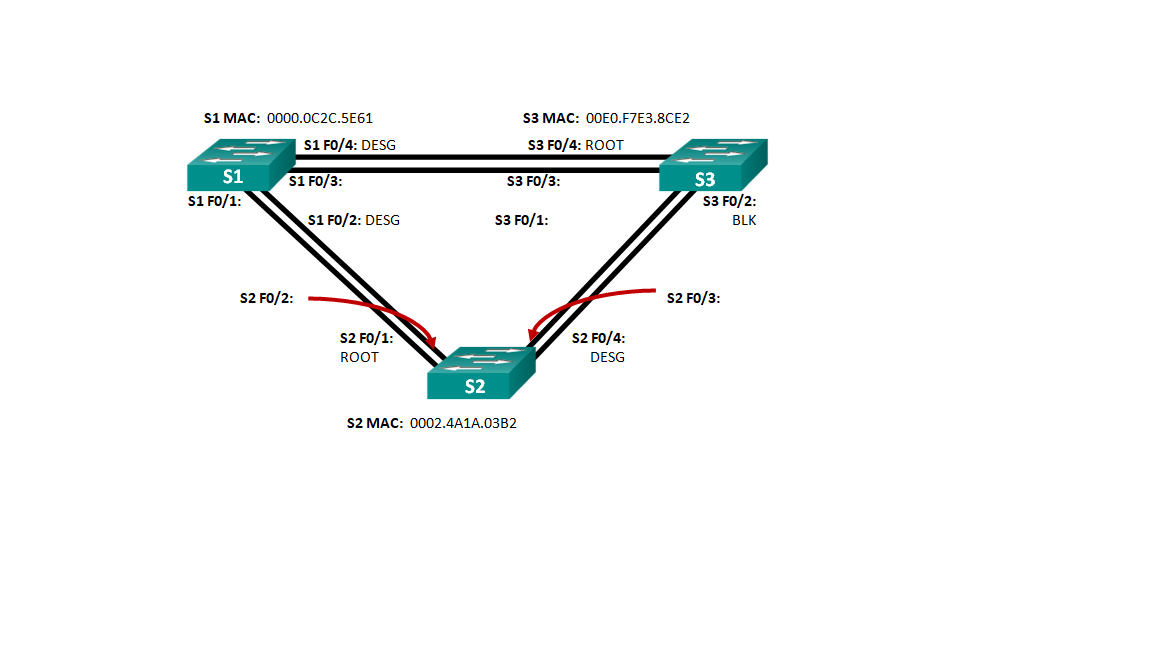 S1 MAC: 0000.0C2C.5E61
S3 MAC: 00E0.F7E3.8CE2
S1 F0/4: DESG
S3 F0/4: ROOT
S1
S3
S1 F0/3:
S3 F0/3:
S1 F0/1:
S3 F0/2:
BLK
S1 F0/2: DESG
S3 F0/1:
S2 F0/2:
S2 F0/3:
S2 F0/1:
ROOT
S2 F0/4:
DESG
S2
S2 MAC: 0002.4A1A.03B2